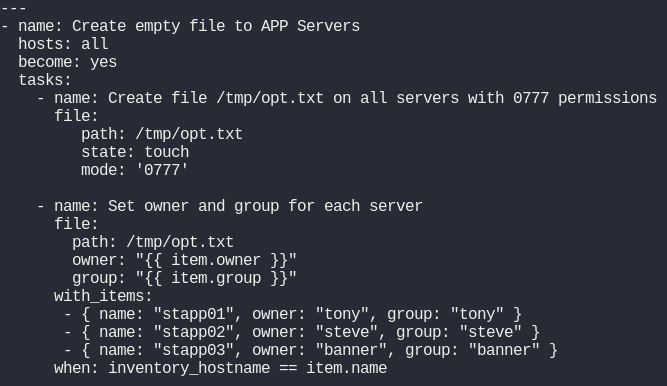 ---
- name: Create empty file to APP Servers
  hosts: all
  become: yes
  tasks:
    - name: Create file /tmp/opt.txt on all servers with 0777 permissions
      file:
         path: /tmp/opt.txt
         state: touch
         mode: '0777'

    - name: Set owner and group for each server
      file:
        path: /tmp/opt.txt
        owner: "{{ item.owner }}"
        group: "{{ item.group }}"
      with_items:
       - { name: "stapp01", owner: "tony", group: "tony" }
       - { name: "stapp02", owner: "steve", group: "steve" }
       - { name: "stapp03", owner: "banner", group: "banner" }
      when: inventory_hostname == item.name